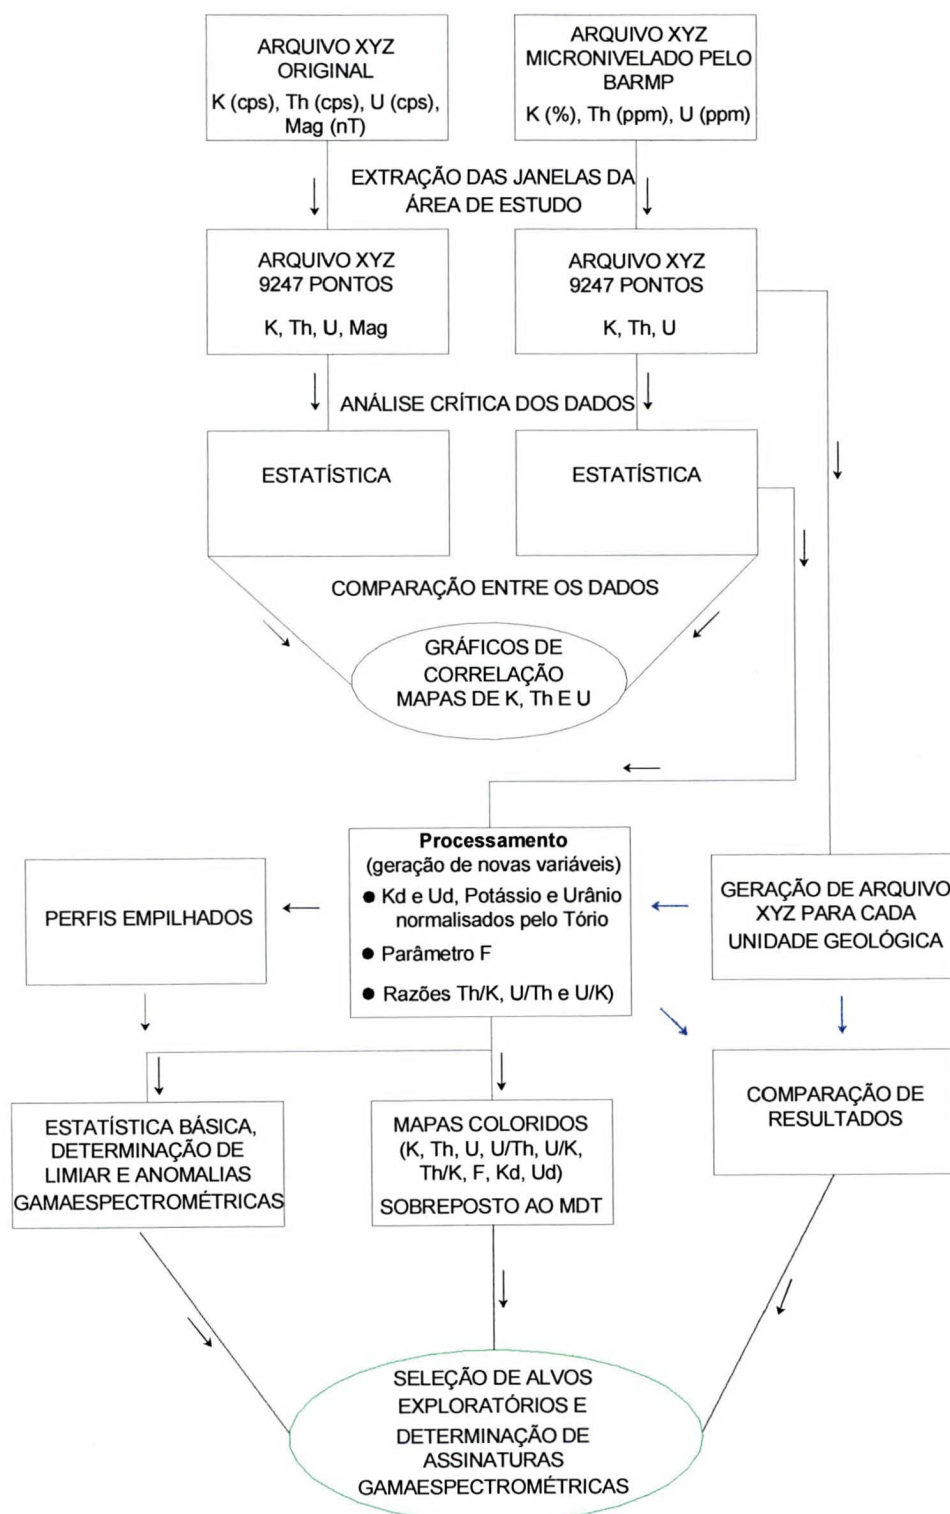 ARQUIVO XYZ
ORIGINAL
K (cps), Th (cps), U (cps),
Mag (nT)
ARQUIVO XYZ
MICRONIVELADO PELO
BARMP
K (%), Th (ppm), U (ppm)
EXTRAÇÃO DAS JANELAS DA
ÁREA DE ESTUDO
ARQUIVO XYZ
9247 PONTOS
K, Th, U, Mag
ARQUIVO XYZ
9247 PONTOS
K, Th, U
ANÁLISE CRÍTICA DOS DADOS
ESTATÍSTICA
ESTATÍSTICA
COMPARAÇÃO ENTRE OS DADOS
GRÁFICOS DE
CORRELAÇÃO
MAPAS DE K, Th E U
PERFIS EMPILHADOS
Processamento
(geração de novas variáveis)
● Kd e Ud, Potássio e Urânio
normalisados pelo Tório
● Parâmetro F
● Razões Th/K, U/Th e U/K)
GERAÇÃO DE ARQUIVO
XYZ PARA CADA
UNIDADE GEOLÓGICA
ESTATÍSTICA BÁSICA,
DETERMINAÇÃO DE
LIMIAR E ANOMALIAS
GAMAESPECTROMÉTRICAS
MAPAS COLORIDOS
(K, Th, U, U/Th, U/K,
Th/K, F, Kd, Ud)
SOBREPOSTO AO MDT
COMPARAÇÃO DE
RESULTADOS
SELEÇÃO DE ALVOS
EXPLORATÓRIOS E
DETERMINAÇÃO DE
ASSINATURAS
GAMAESPECTROMÉTRICAS